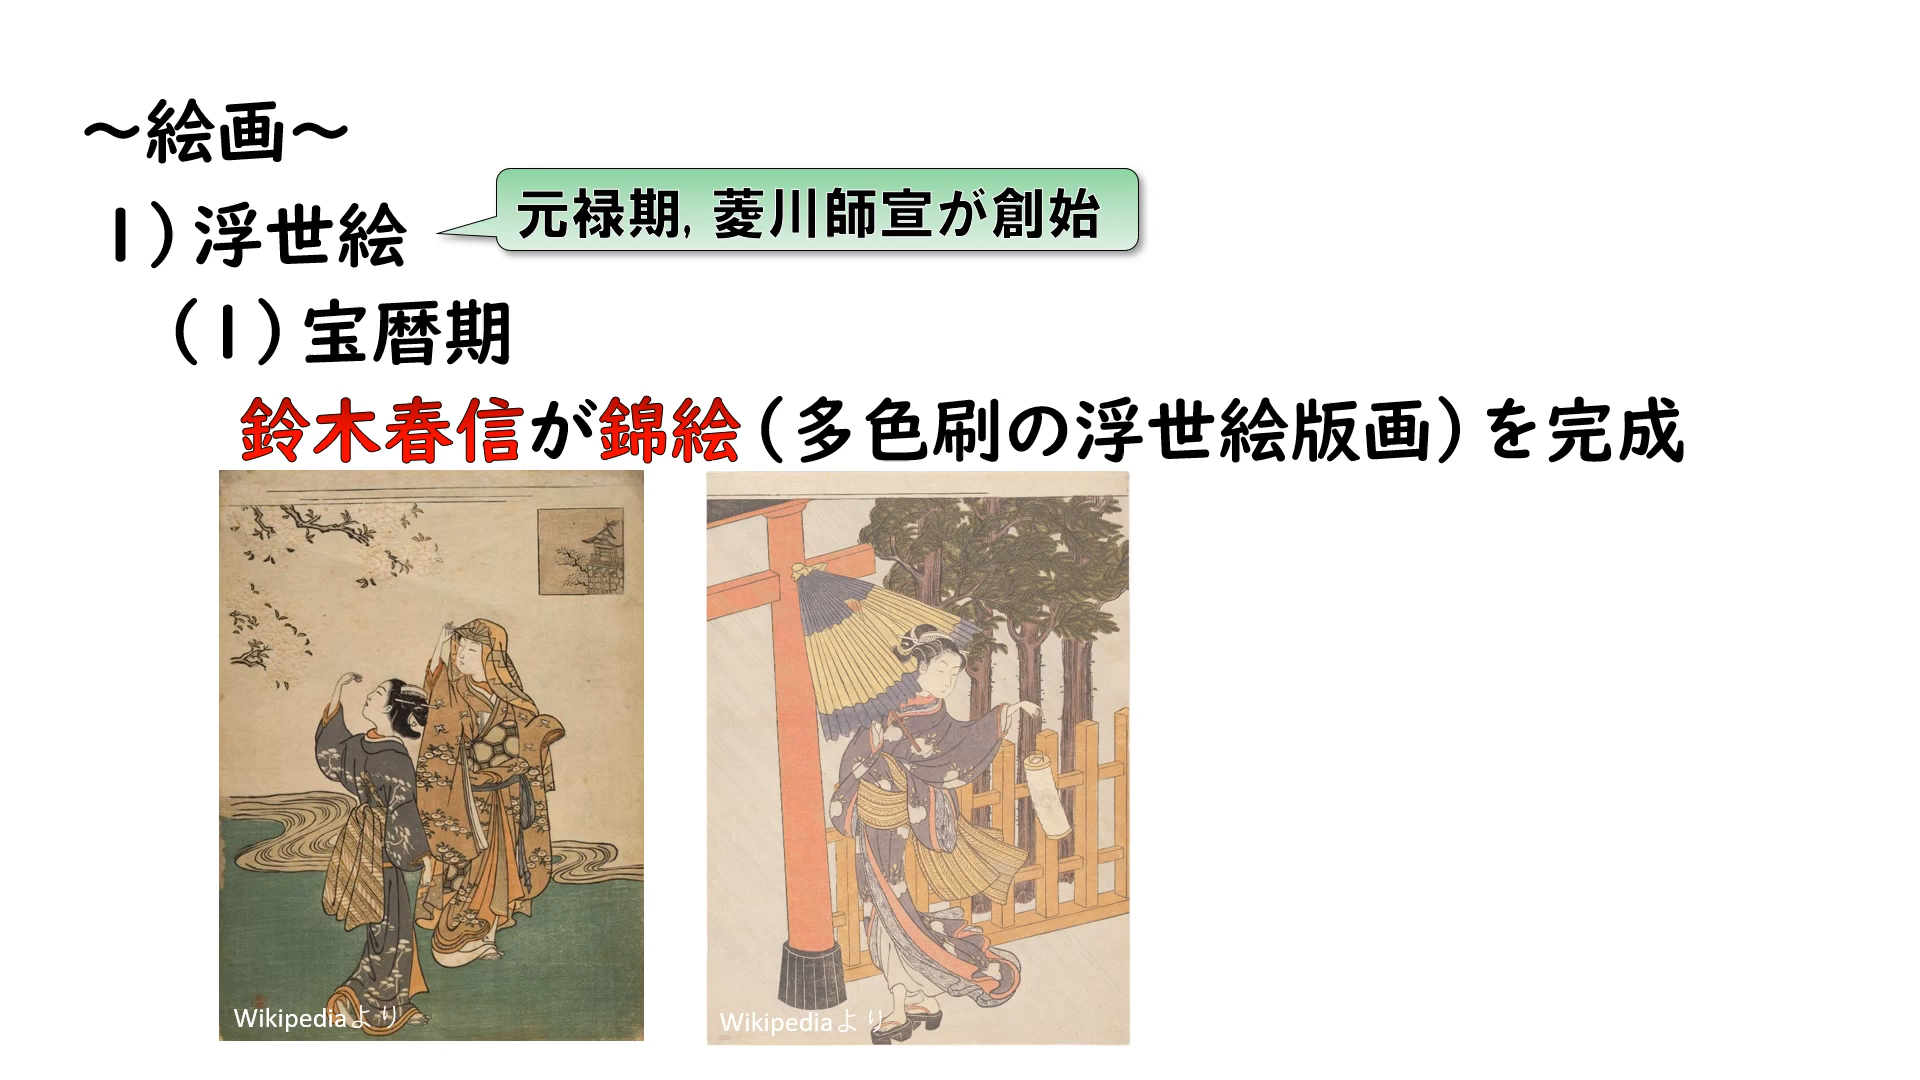 ～絵画～
1）浮世絵
元禄期, 菱川師宣が創始
（1）宝暦期
鈴木春信が錦絵（多色刷の浮世絵版画）を完成
Wikipediaより
Wikipediaより